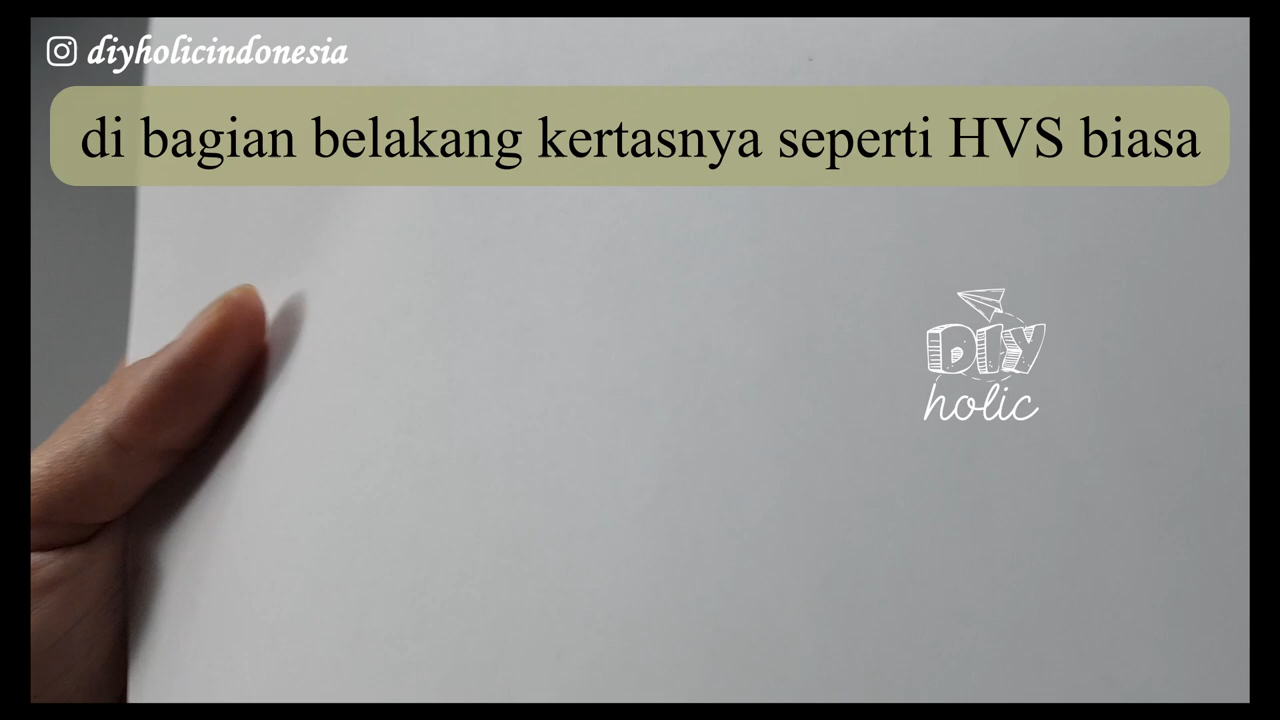 diyholicindonesia
di bagian belakang kertasnya seperti HVS biasa
DIY
holic